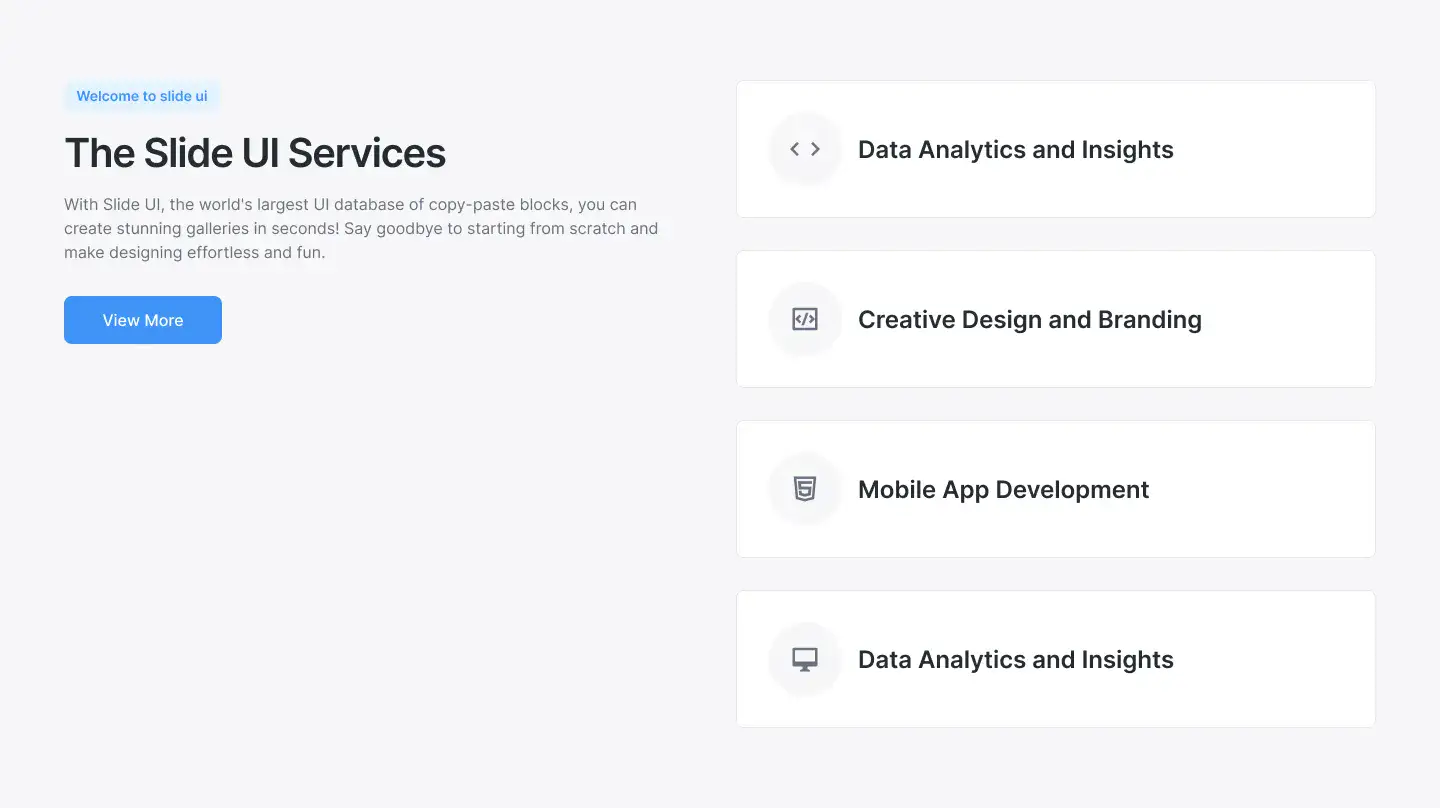 Welcome to slide ui
The Slide UI Services
With Slide UI, the world's largest UI database of copy-paste blocks, you can
create stunning galleries in seconds! Say goodbye to starting from scratch and
make designing effortless and fun.
View More
Data Analytics and Insights
Creative Design and Branding
Mobile App Development
Data Analytics and Insights